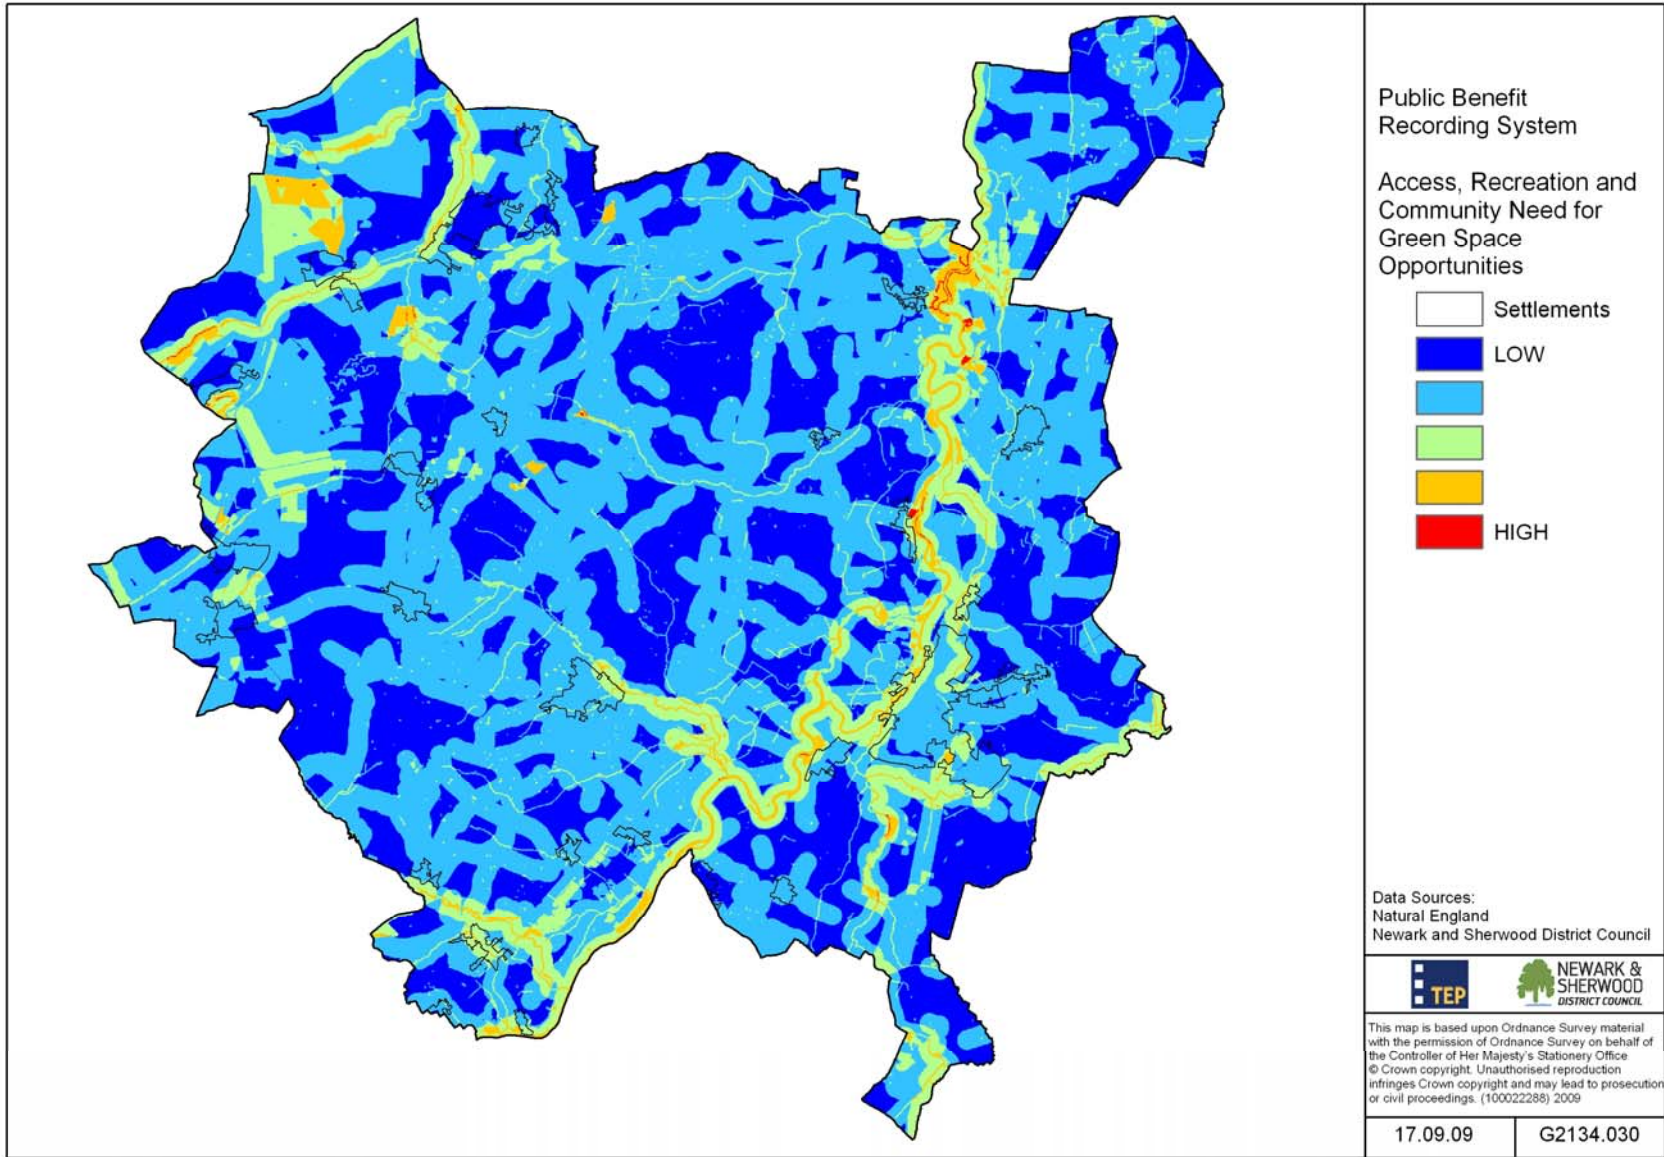 Public Benefit
Recording System
Access, Recreation and
Community Need for
Green Space
Opportunities
Settlements
LOW
HIGH
Data Sources:
Natural England
Newark and Sherwood District Council
TEP
NEWARK &
SHERWOOD
DISTRICT COUNCIL
This map is based upon Ordnance Survey material
with the permission of Ordnance Survey on behalf of
the Controller of Her Majesty's Stationery Office
© Crown copyright. Unauthorised reproduction
infringes Crown copyright and may lead to prosecution
or civil proceedings. (100022288) 2009
17.09.09
G2134.030